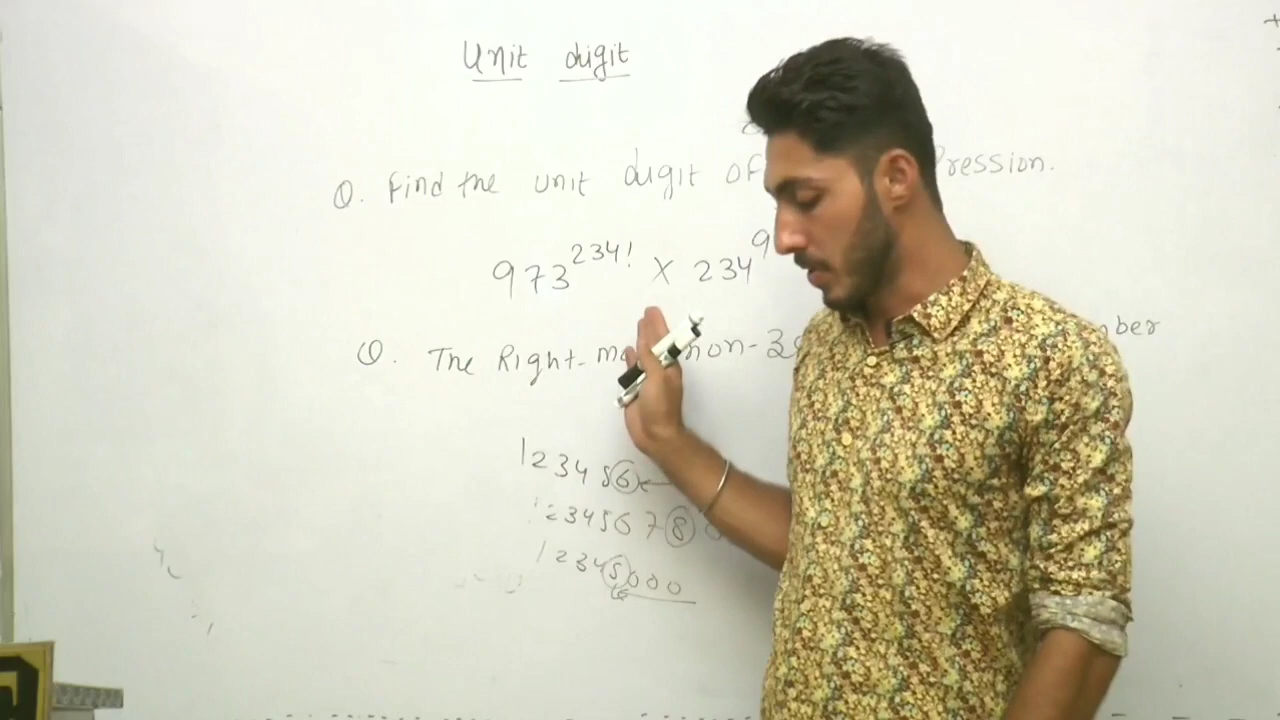 Unit digit
Q. Find the unit digit of pression.
973^234! X 234^9
Q. The Right-mo non-ze ber
123456
12345678
12345000